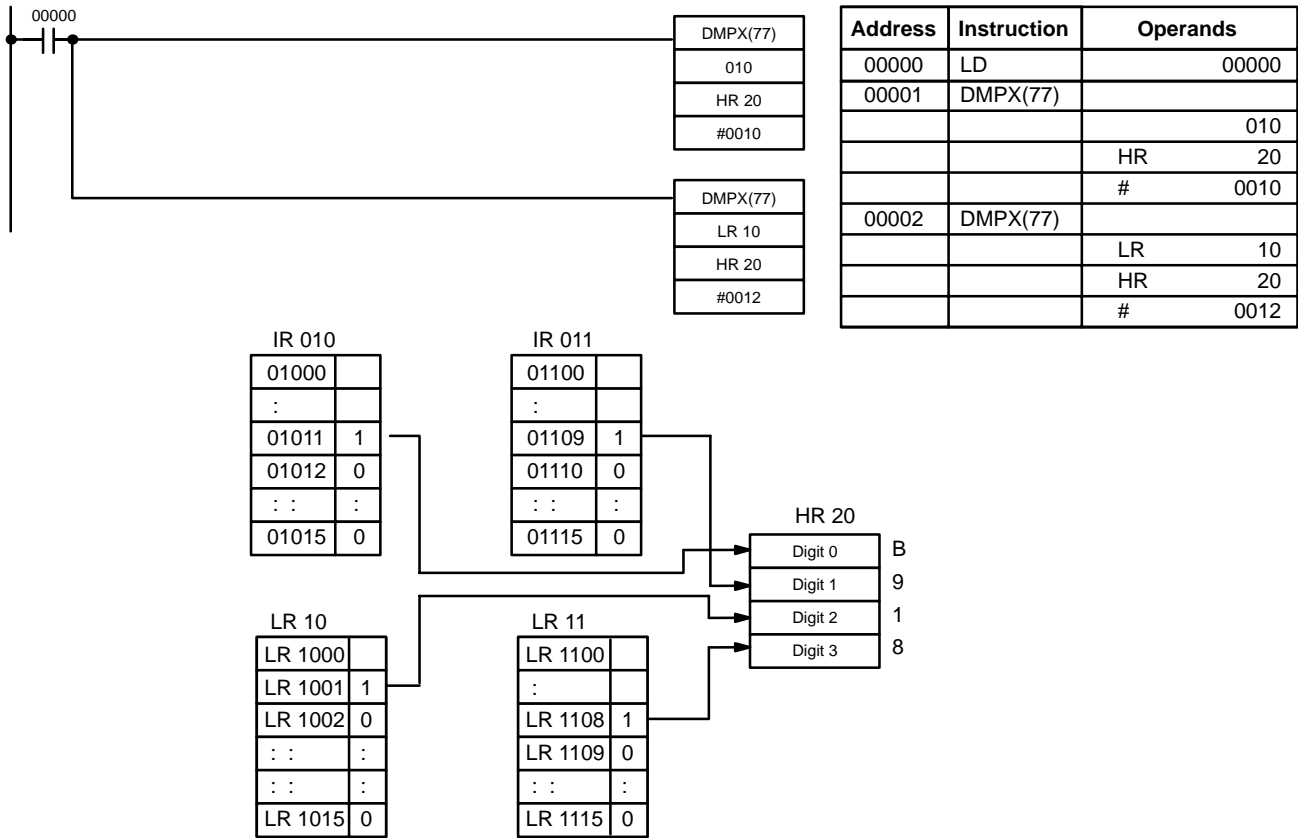 00000
DMPX(77)
010
HR 20
#0010
DMPX(77)
LR 10
HR 20
#0012
Address Instruction Operands
00000 LD 00000
00001 DMPX(77)
010
HR 20
# 0010
00002 DMPX(77)
LR 10
HR 20
# 0012
IR 010
01000
:
01011 1
01012 0
: : :
01015 0
IR 011
01100
:
01109 1
01110 0
: : :
01115 0
HR 20
Digit 0 B
Digit 1 9
Digit 2 1
Digit 3 8
LR 10
LR 1000
LR 1001 1
LR 1002 0
: : :
: : :
LR 1015 0
LR 11
LR 1100
:
LR 1108 1
LR 1109 0
: : :
LR 1115 0